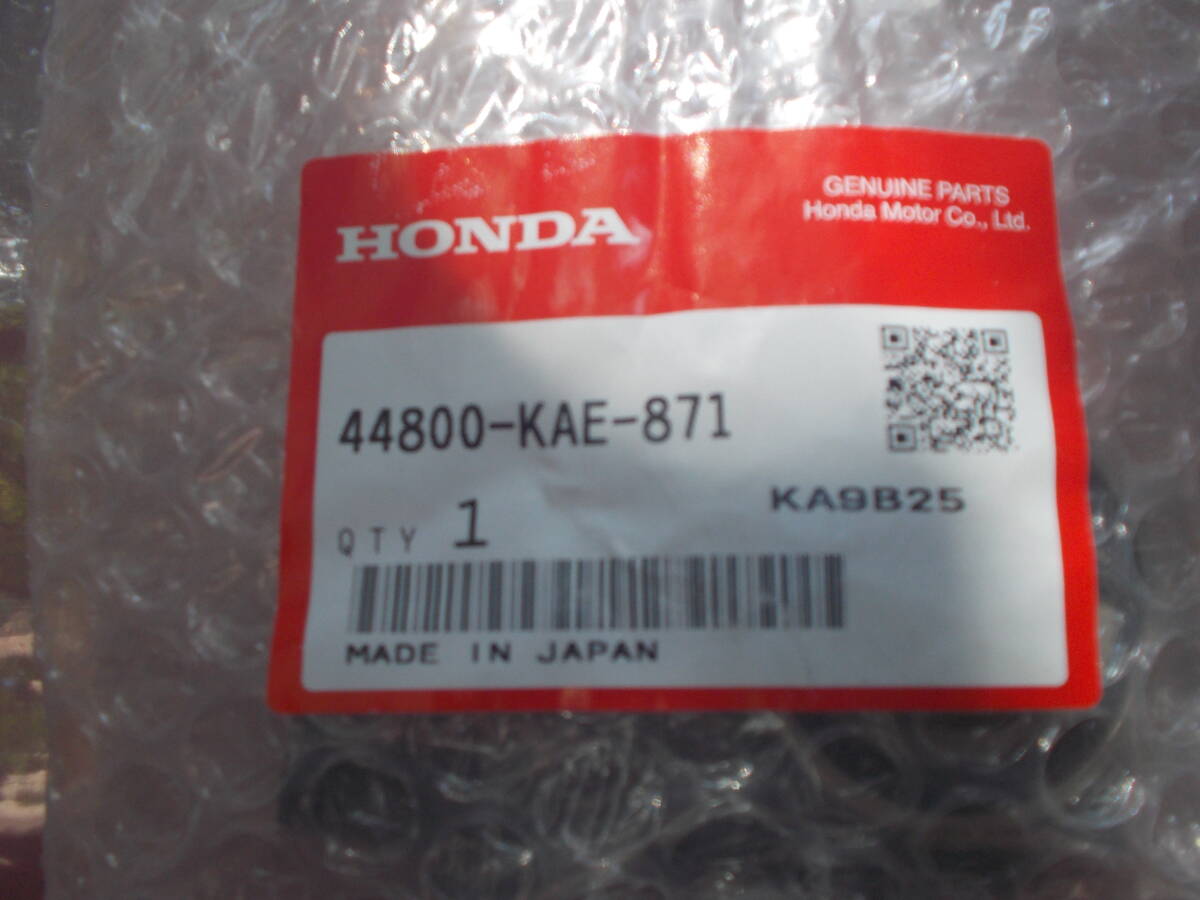 HONDA
GENUINE PARTS
Honda Motor Co., Ltd.
44800-KAE-871
KA9B25
QTY 1
MADE IN JAPAN